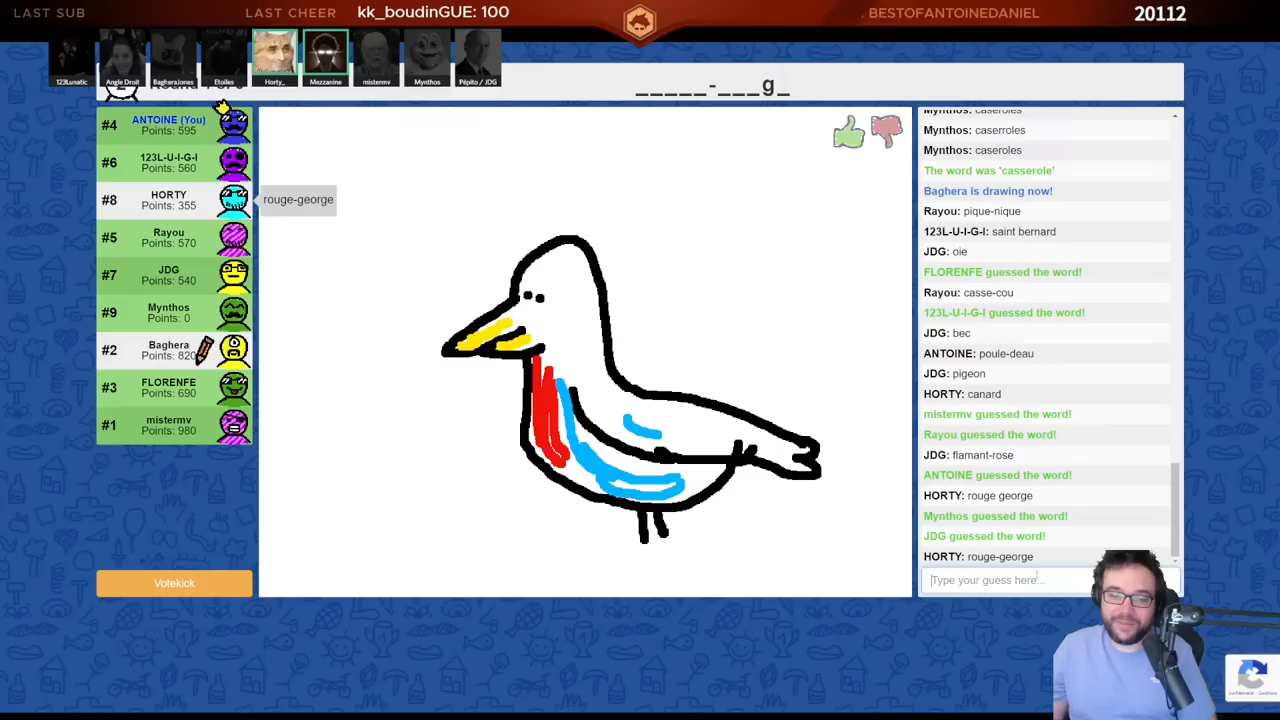 LAST SUB
LAST CHEER
kk_boudinGUE: 100
. BESTOFANTOINEDANIEL
20112
123Lunatic
Angle Droit
BagheraJones
Etoiles
Horty_
Mezzanine
mistermv
Mynthos
Pépito / JDG
_____-___g_
#4 ANTOINE (You)
Points: 595
#6 123L-U-I-G-I
Points: 560
#8 HORTY
Points: 355
rouge-george
#5 Rayou
Points: 570
#7 JDG
Points: 540
#9 Mynthos
Points: 0
#2 Baghera
Points: 820
#3 FLORENFE
Points: 690
#1 mistermv
Points: 980
Votekick
Mynthos: caseroles
Mynthos: caserroles
Mynthos: caseroles
The word was 'casserole'
Baghera is drawing now!
Rayou: pique-nique
123L-U-I-G-I: saint bernard
JDG: oie
FLORENFE guessed the word!
Rayou: casse-cou
123L-U-I-G-I guessed the word!
JDG: bec
ANTOINE: poule-deau
JDG: pigeon
HORTY: canard
mistermv guessed the word!
Rayou guessed the word!
JDG: flamant-rose
ANTOINE guessed the word!
HORTY: rouge george
Mynthos guessed the word!
JDG guessed the word!
HORTY: rouge-george
Type your guess here...